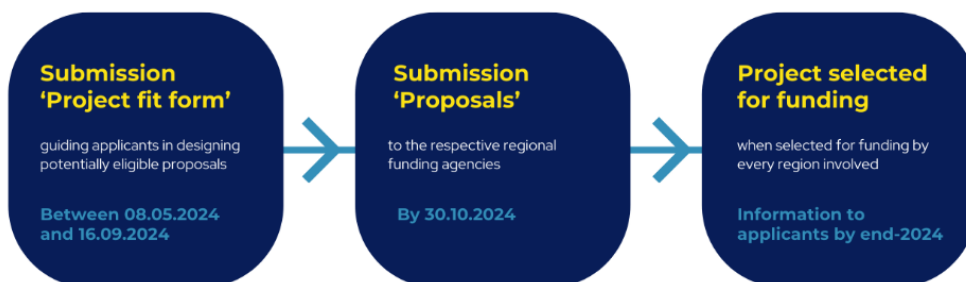 Submission
‘Project fit form’
guiding applicants in designing
potentially eligible proposals
Between 08.05.2024
and 16.09.2024
Submission
‘Proposals’
to the respective regional
funding agencies
By 30.10.2024
Project selected
for funding
when selected for funding by
every region involved
Information to
applicants by end-2024